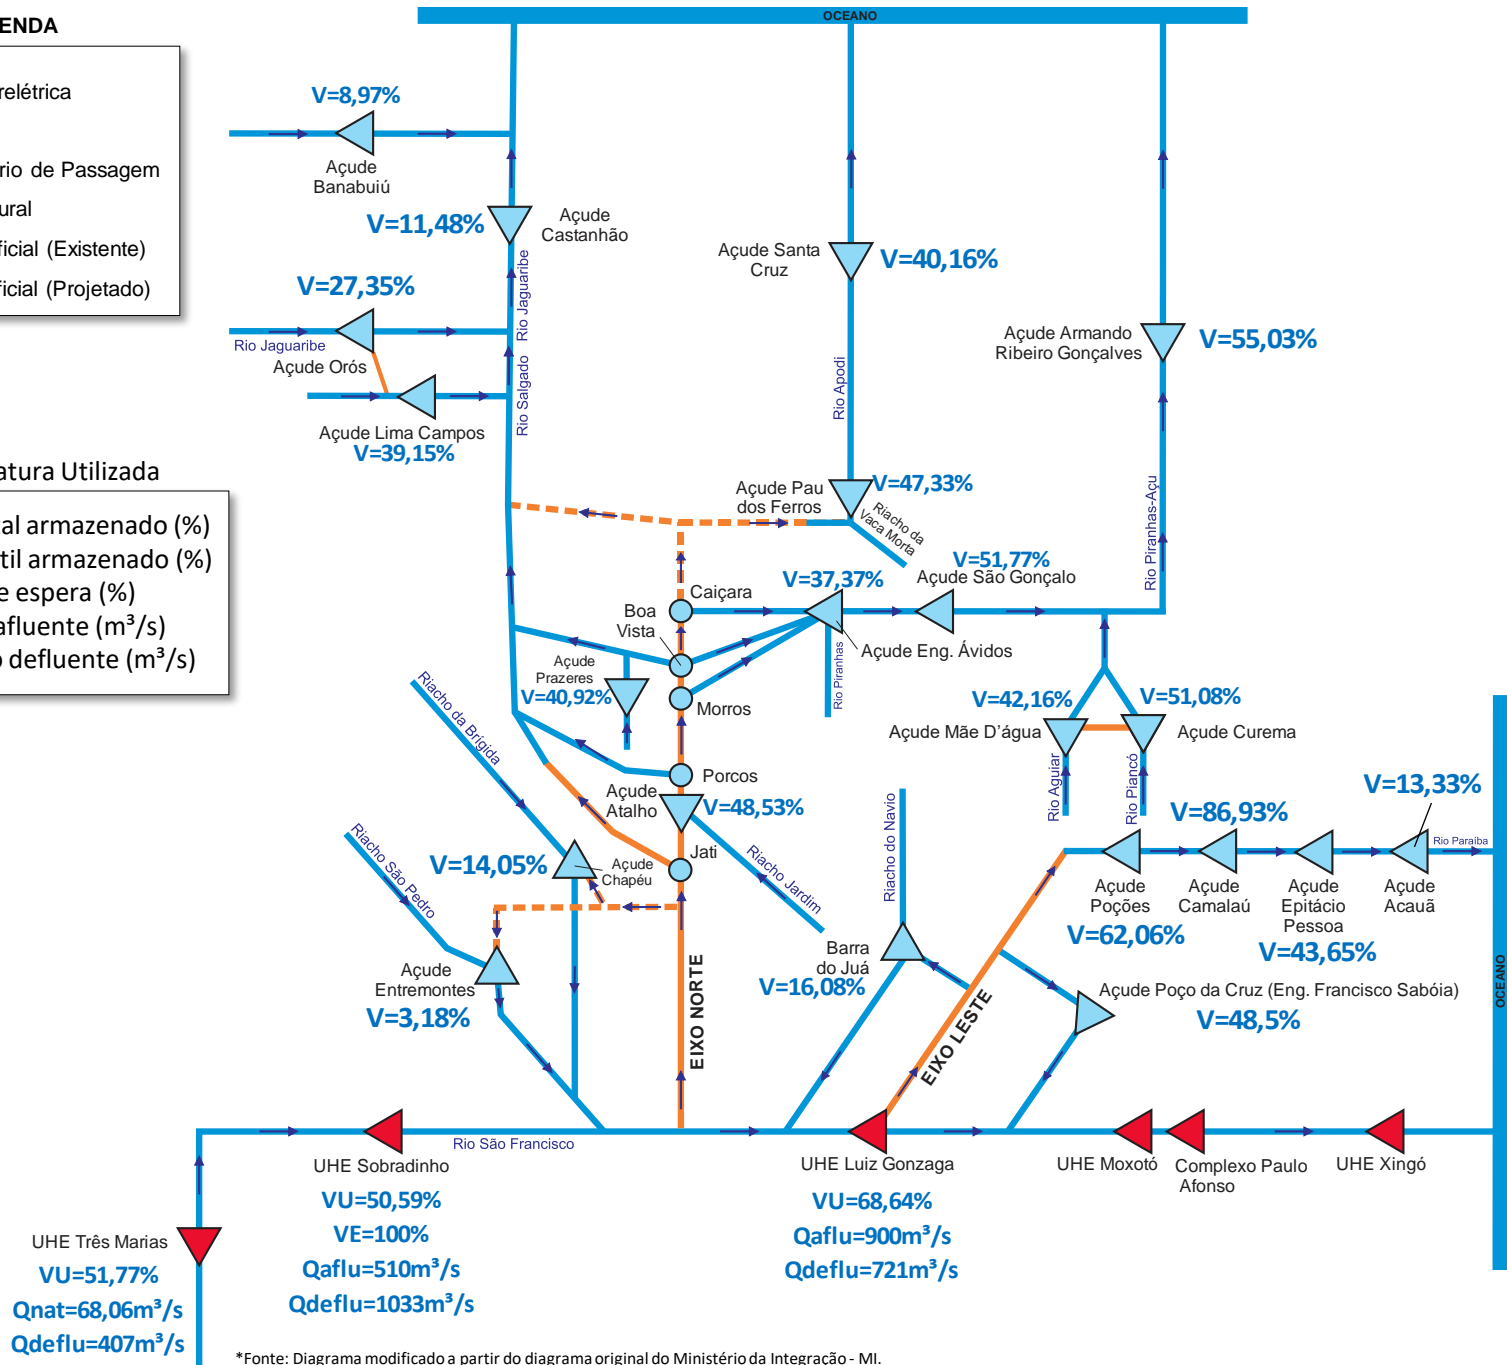 OCEANO
ENDA
relétrica
rio de Passagem
ural
ficial (Existente)
ficial (Projetado)
V=8,97%
Açude
Banabuiú
V=11,48%
Açude
Castanhão
Rio Jaguaribe
V=27,35%
Rio Jaguaribe
Açude Orós
Rio Salgado
Açude Lima Campos
V=39,15%
Açude Santa
Cruz
V=40,16%
Rio Apodi
Açude Armando
Ribeiro Gonçalves
V=55,03%
Rio Piranhas-Açu
atura Utilizada
tal armazenado (%)
til armazenado (%)
e espera (%)
afluente (m³/s)
o defluente (m³/s)
Açude Pau
dos Ferros
V=47,33%
Riacho da
Vaca Morta
V=51,77%
Açude São Gonçalo
V=37,37%
Caiçara
Boa
Vista
Açude Eng. Ávidos
Rio Piranhas
Açude
Prazeres
V=40,92%
Morros
Riacho da Brígida
V=42,16%
V=51,08%
Açude Mãe D'água
Açude Curema
Rio Aguiar
Rio Piancó
Porcos
Açude
Atalho
V=48,53%
Jati
Riacho Jardim
Riacho do Navio
V=13,33%
V=86,93%
Rio Paraíba
Açude
Poções
V=62,06%
Açude
Camalaú
Açude
Epitácio
Pessoa
V=43,65%
Açude
Acauã
Riacho São Pedro
V=14,05%
Açude
Chapéu
Açude
Entremontes
V=3,18%
EIXO NORTE
Barra
do Juá
V=16,08%
EIXO LESTE
Açude Poço da Cruz (Eng. Francisco Sabóia)
V=48,5%
OCEANO
Rio São Francisco
UHE Sobradinho
VU=50,59%
VE=100%
Qaflu=510m³/s
Qdeflu=1033m³/s
UHE Luiz Gonzaga
VU=68,64%
Qaflu=900m³/s
Qdeflu=721m³/s
UHE Moxotó
Complexo Paulo
Afonso
UHE Xingó
UHE Três Marias
VU=51,77%
Qnat=68,06m³/s
Qdeflu=407m³/s
*Fonte: Diagrama modificado a partir do diagrama original do Ministério da Integração - MI.